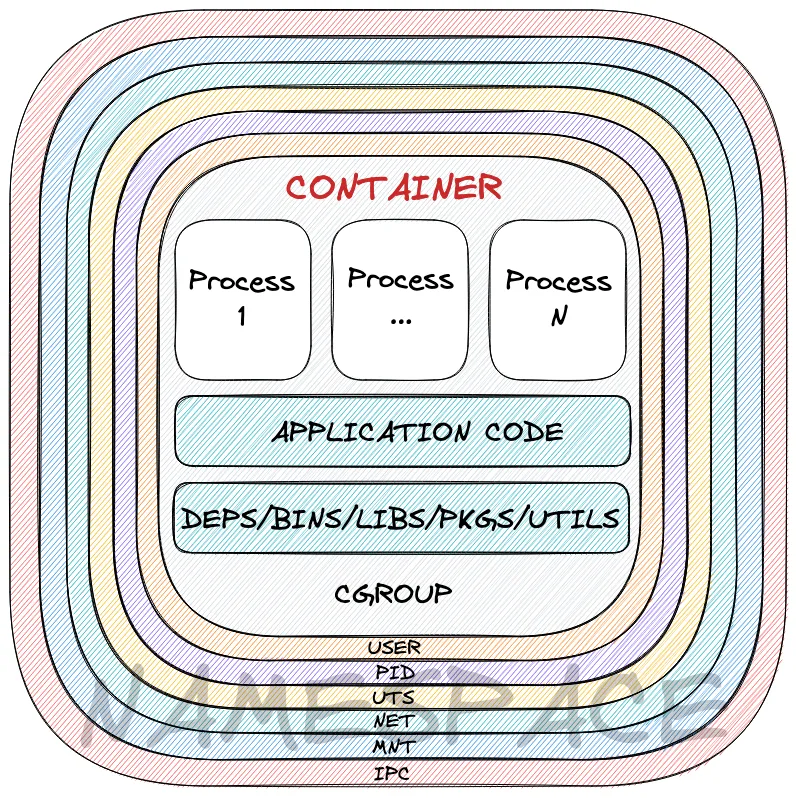 CONTAINER
Process
1
Process
...
Process
N
APPLICATION CODE
DEPS/BINS/LIBS/PKGS/UTILS
CGROUP
USER
PID
UTS
NET
MNT
IPC
NAMESPACE